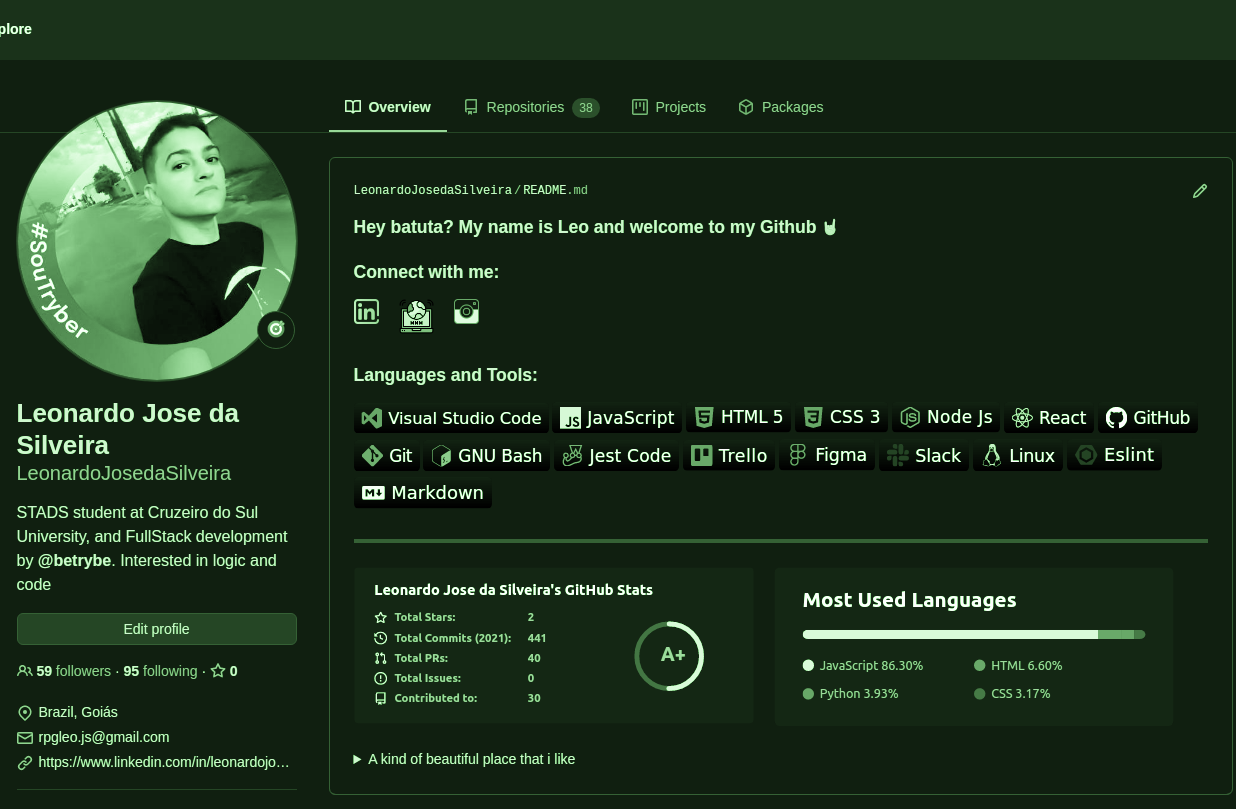 plore
Overview
Repositories 38
Projects
Packages
#SouTryber
Leonardo Jose da
Silveira
LeonardoJosedaSilveira
STADS student at Cruzeiro do Sul
University, and FullStack development
by @betrybe. Interested in logic and
code
Edit profile
59 followers · 95 following · 0
Brazil, Goiás
rpgleo.js@gmail.com
https://www.linkedin.com/in/leonardojo…
LeonardoJosedaSilveira/README.md
Hey batuta? My name is Leo and welcome to my Github 🤘
Connect with me:
in
WWW
Languages and Tools:
Visual Studio Code JS JavaScript HTML 5 CSS 3 Node Js React GitHub
Git GNU Bash Jest Code Trello Figma Slack Linux Eslint
Markdown
Leonardo Jose da Silveira's GitHub Stats
Total Stars: 2
Total Commits (2021): 441
Total PRs: 40
Total Issues: 0
Contributed to: 30
A+
Most Used Languages
JavaScript 86.30% HTML 6.60%
Python 3.93% CSS 3.17%
A kind of beautiful place that i like